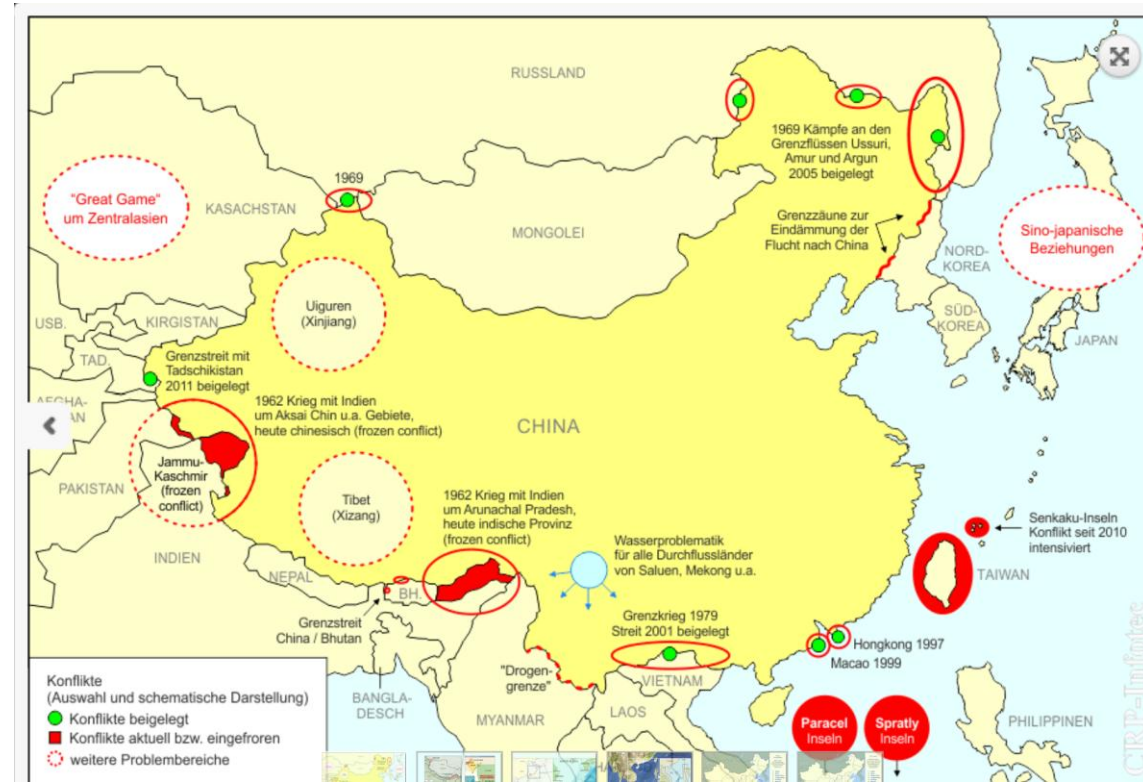 RUSSLAND
1969 Kämpfe an den
Grenzflüssen Ussuri,
Amur und Argun
2005 beigelegt
"Great Game"
um Zentralasien
KASACHSTAN
1969
MONGOLEI
Grenzzäune zur
Eindämmung der
Flucht nach China
NORD-
KOREA
Sino-japanische
Beziehungen
SÜD-
KOREA
JAPAN
Uiguren
(Xinjiang)
USB.
KIRGISTAN
TAD.
Grenzstreit mit
Tadschikistan
2011 beigelegt
AFGHA-
1962 Krieg mit Indien
um Aksai Chin u.a. Gebiete,
heute chinesisch (frozen conflict)
CHINA
Jammu-
Kaschmir
(frozen
conflict)
PAKISTAN
Tibet
(Xizang)
1962 Krieg mit Indien
um Arunachal Pradesh,
heute indische Provinz
(frozen conflict)
Wasserproblematik
für alle Durchflussländer
von Saluen, Mekong u.a.
Senkaku-Inseln
Konflikt seit 2010
intensiviert
TAIWAN
INDIEN
NEPAL
BH.
Grenzstreit
China / Bhutan
Grenzkrieg 1979
Streit 2001 beigelegt
Hongkong 1997
Macao 1999
"Drogen-
grenze"
VIETNAM
BANGLA-
DESCH
MYANMAR
LAOS
Paracel
Inseln
Spratly
Inseln
PHILIPPINEN
Konflikte
(Auswahl und schematische Darstellung)
Konflikte beigelegt
Konflikte aktuell bzw. eingefroren
weitere Problembereiche